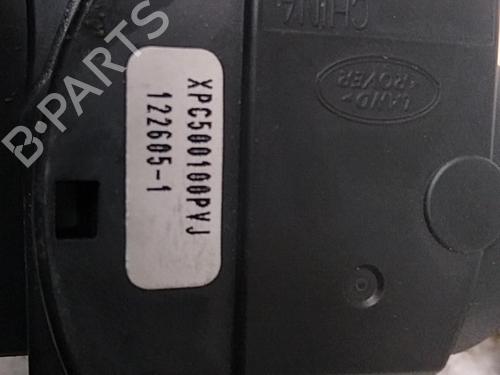 CHINA
LAND-
ROVER
XPC500100PVJ
122605-1
B-PARTS